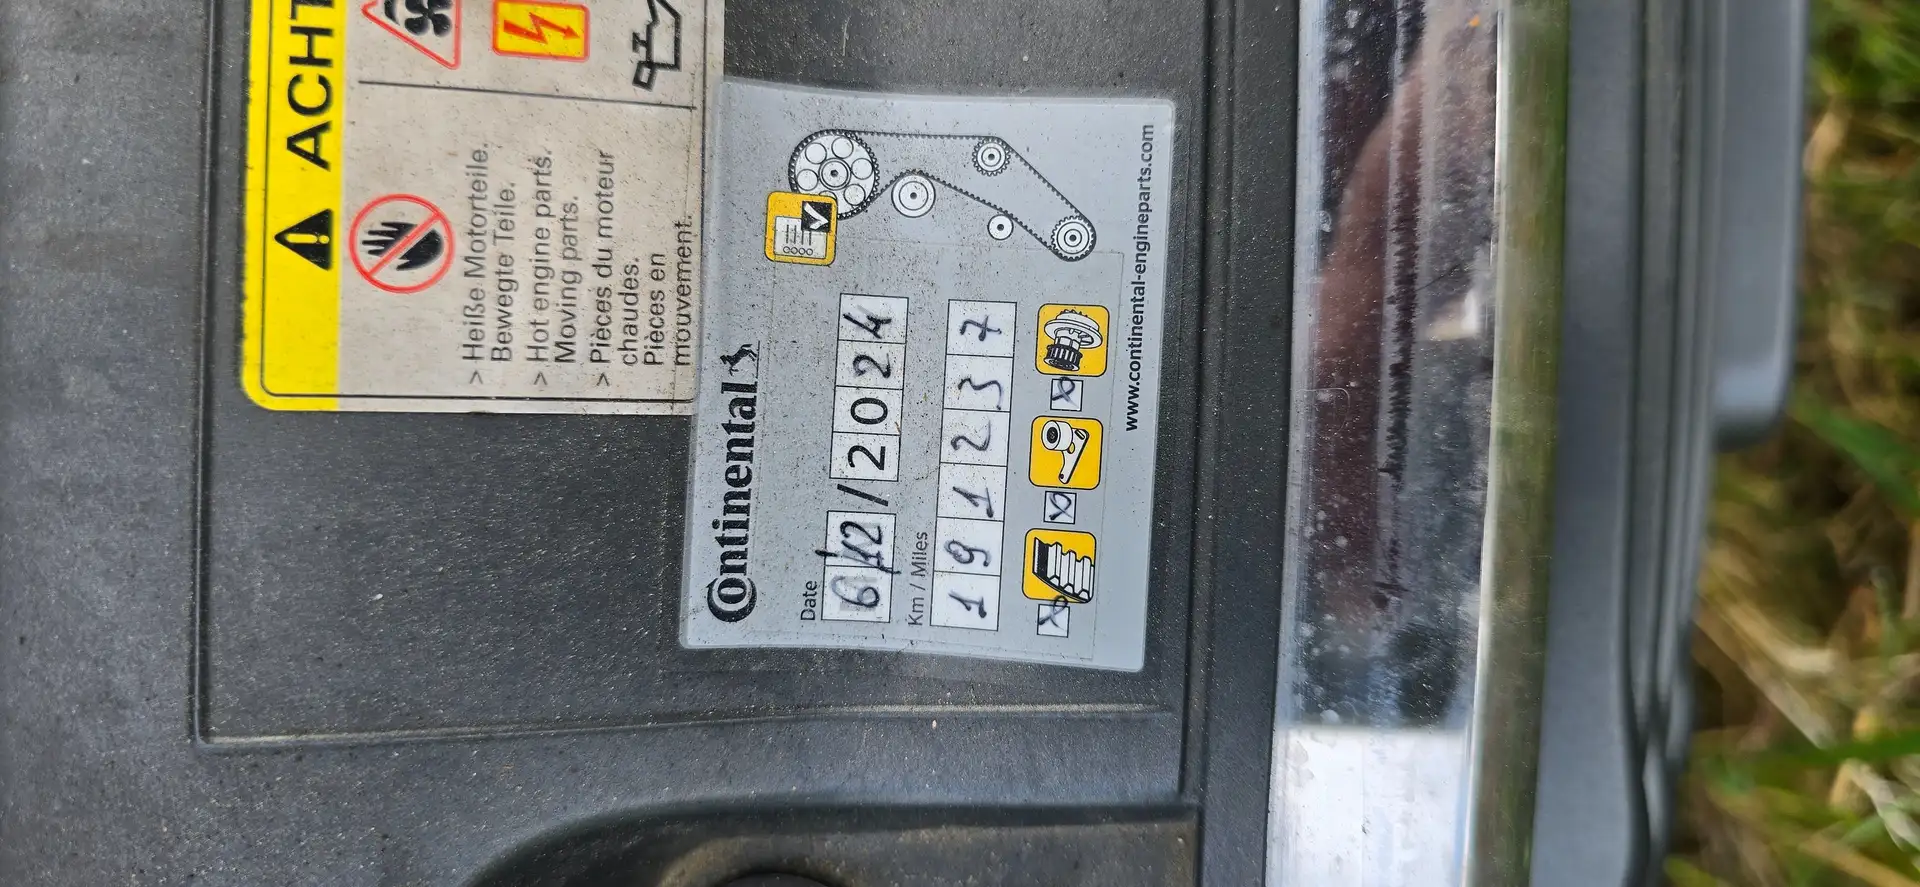 ACHT
> Heiße Motorteile.
Bewegte Teile.
> Hot engine parts.
Moving parts.
> Pièces du moteur
chaudes.
Pièces en
mouvement.
Continental
Date
6/12/2024
Km / Miles
191237
www.continental-engineparts.com